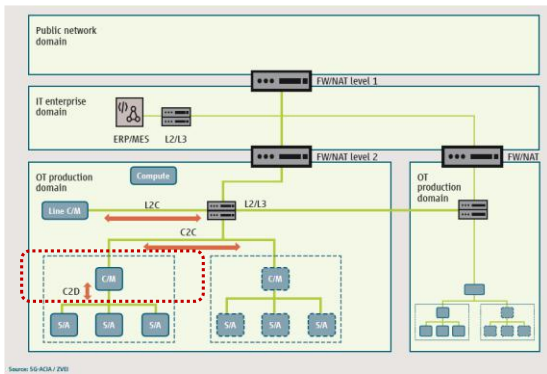 Public network
domain
FW/NAT level 1
IT enterprise
domain
ERP/MES
L2/L3
FW/NAT level 2
FW/NAT
OT production
domain
Compute
OT
production
domain
Line C/M
L2C
L2/L3
C2C
C/M
C/M
C2D
S/A
S/A
S/A
S/A
S/A
S/A
Source: 5G-ACIA / ZVEI